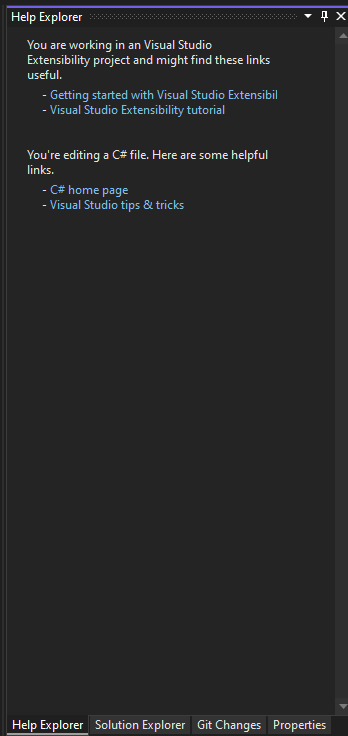 Help Explorer
You are working in an Visual Studio
Extensibility project and might find these links
useful.
- Getting started with Visual Studio Extensibil
- Visual Studio Extensibility tutorial
You're editing a C# file. Here are some helpful
links.
- C# home page
- Visual Studio tips & tricks
Help Explorer Solution Explorer Git Changes Properties